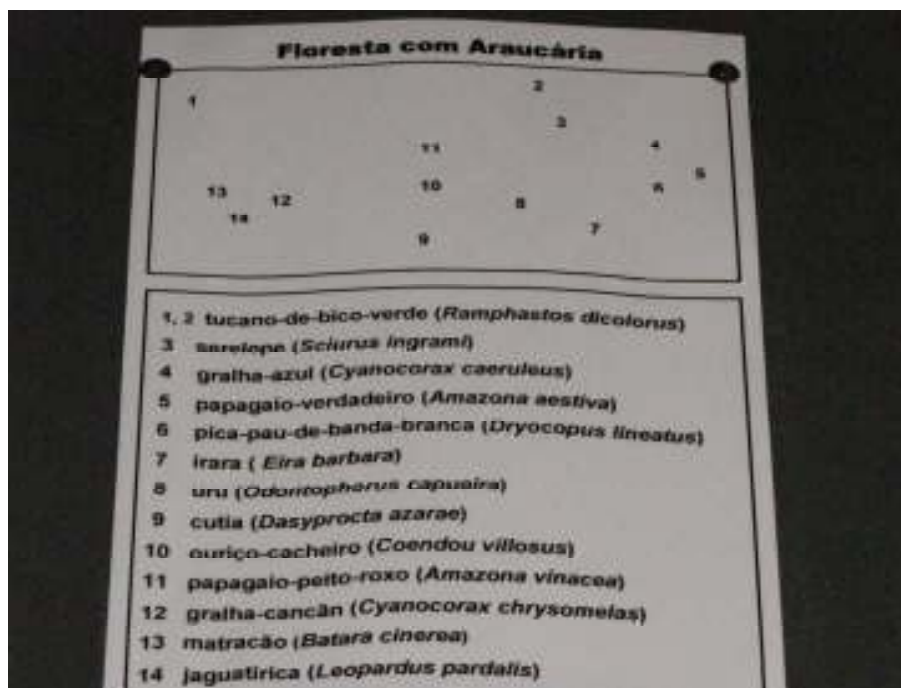 Floresta com Araucária
1
2
3
11
4
5
13
12
10
6
14
8
7
9
1, 2 tucano-de-bico-verde (Ramphastos dicolorus)
3 serelepe (Sciurus ingrami)
4 gralha-azul (Cyanocorax caeruleus)
5 papagaio-verdadeiro (Amazona aestiva)
6 pica-pau-de-banda-branca (Dryocopus lineatus)
7 irara ( Eira barbara)
8 uru (Odontophorus capueira)
9 cutia (Dasyprocta azarae)
10 ouriço-cacheiro (Coendou villosus)
11 papagaio-peito-roxo (Amazona vinacea)
12 gralha-cancãn (Cyanocorax chrysomelas)
13 matracão (Batara cinerea)
14 jaguatirica (Leopardus pardalis)